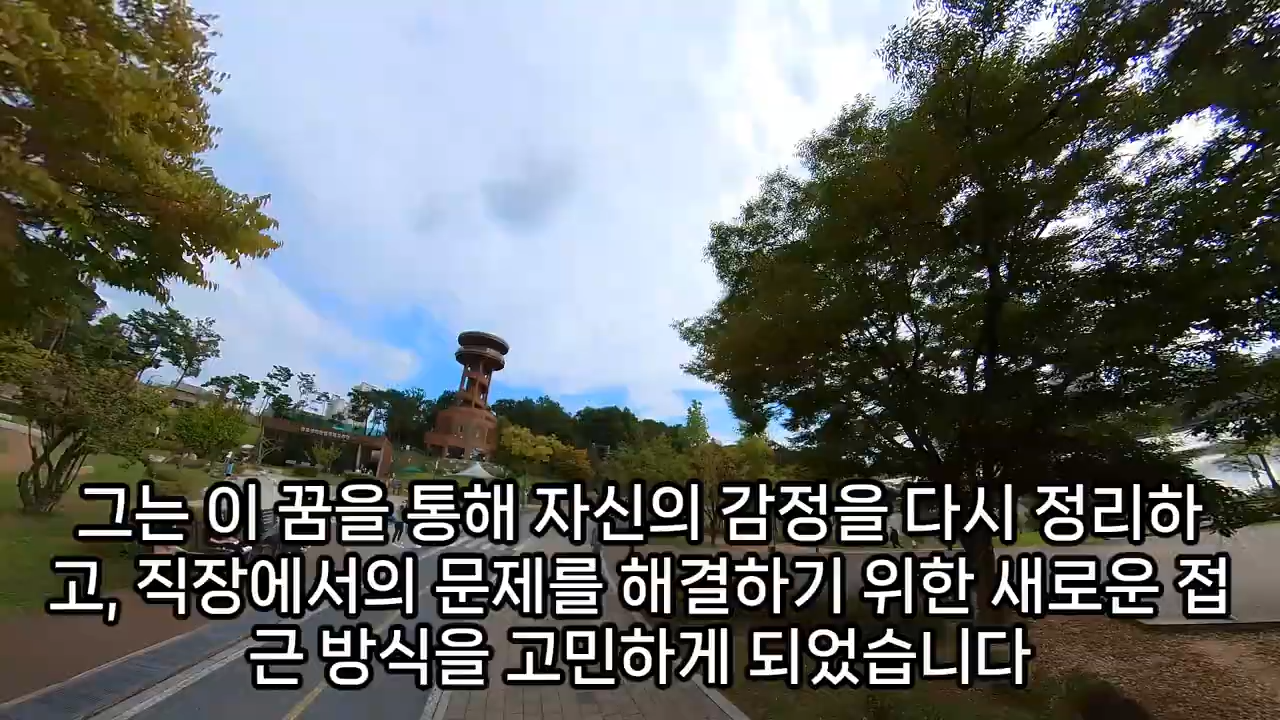 그는 이 꿈을 통해 자신의 감정을 다시 정리하
고, 직장에서의 문제를 해결하기 위한 새로운 접
근 방식을 고민하게 되었습니다